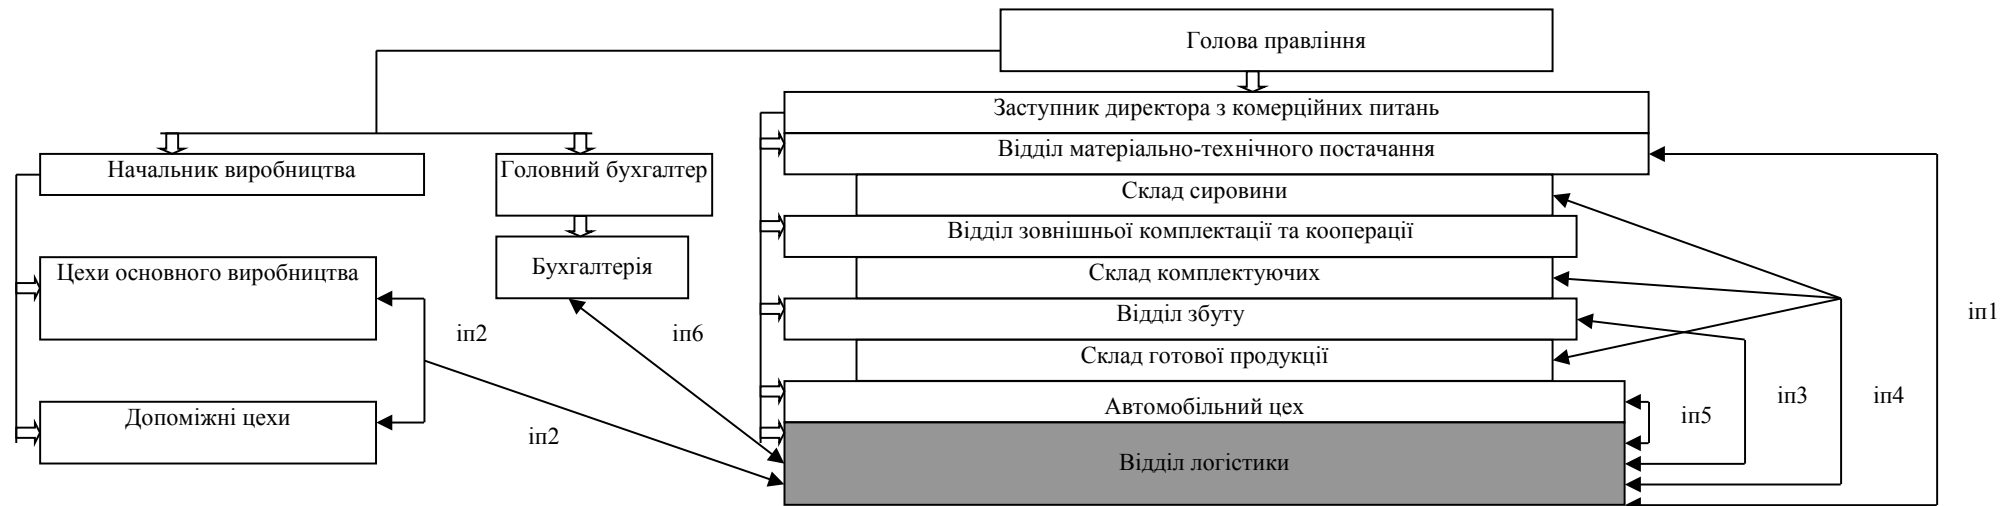 Голова правління
Заступник директора з комерційних питань
Відділ матеріально-технічного постачання
Начальник виробництва
Головний бухгалтер
Склад сировини
Відділ зовнішньої комплектації та кооперації
Бухгалтерія
Цехи основного виробництва
Склад комплектуючих
Відділ збуту
іп1
іп2
іп6
Склад готової продукції
іп3
іп4
Автомобільний цех
іп5
Допоміжні цехи
іп2
Відділ логістики